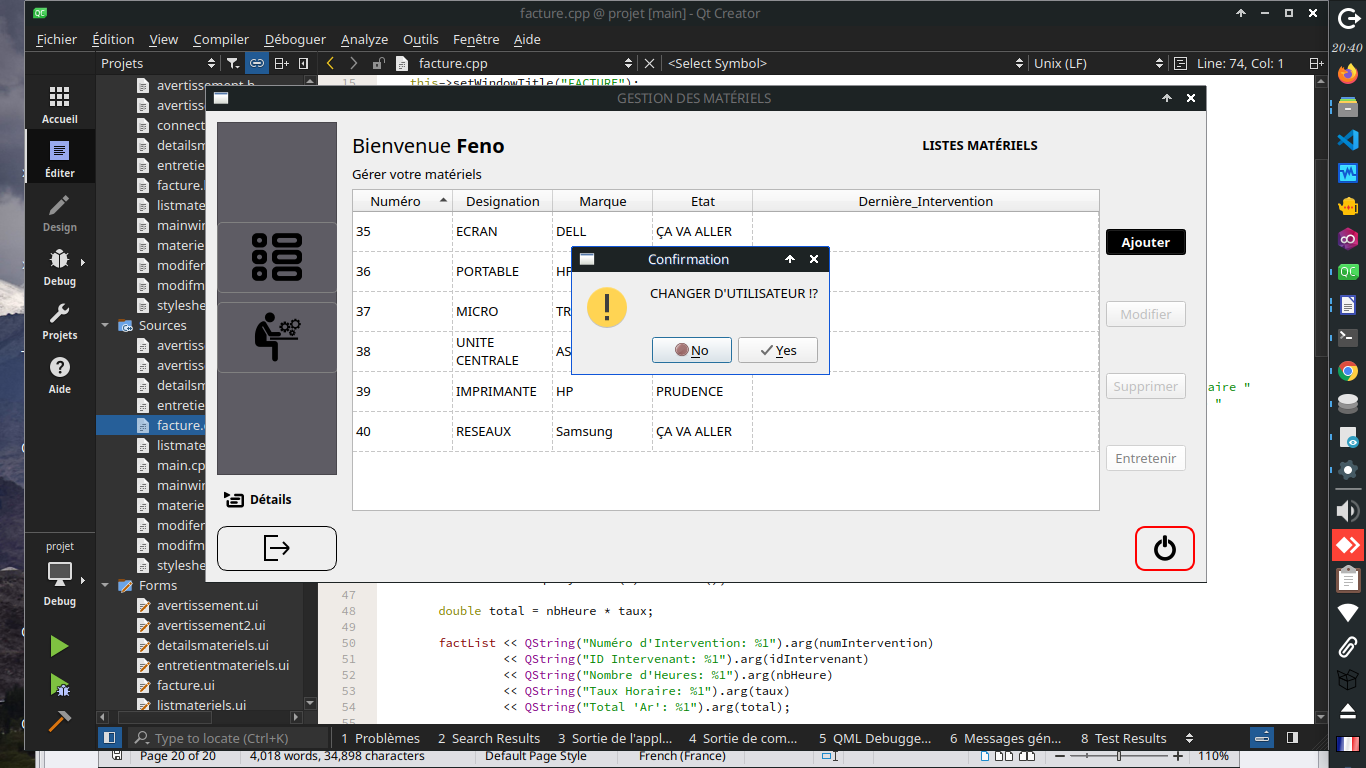 facture.cpp @ projet [main] - Qt Creator
Fichier Édition View Compiler Déboguer Analyze Outils Fenêtre Aide
20:40
Projets facture.cpp <Select Symbol> Unix (LF) Line: 74, Col: 1
Accueil
Éditer
Design
Debug
Projets
Aide
projet
Debug
avertissement.h
avertiss
connect
detailsm
entretie
facture.
listmate
mainwin
materie
modifer
modifm
styleshe
Sources
avertiss
avertiss
detailsm
entretie
facture.c
listmate
main.cp
mainwin
materie
modifer
modifm
styleshe
Forms
avertissement.ui
avertissement2.ui
detailsmateriels.ui
entretientmateriels.ui
facture.ui
listmateriels.ui
15 this->setWindowTitle("FACTURE");
GESTION DES MATÉRIELS
Bienvenue Feno
LISTES MATÉRIELS
Gérer votre matériels
Numéro Designation Marque Etat Dernière_Intervention
35 ECRAN DELL ÇA VA ALLER
36 PORTABLE HP
37 MICRO TR
38 UNITE CENTRALE AS
39 IMPRIMANTE HP PRUDENCE
40 RESEAUX Samsung ÇA VA ALLER
Ajouter
Modifier
Supprimer
Entretenir
Détails
Confirmation
CHANGER D'UTILISATEUR !?
No Yes
aire "
"
47
48 double total = nbHeure * taux;
49
50 factList << QString("Numéro d'Intervention: %1").arg(numIntervention)
51 << QString("ID Intervenant: %1").arg(idIntervenant)
52 << QString("Nombre d'Heures: %1").arg(nbHeure)
53 << QString("Taux Horaire: %1").arg(taux)
54 << QString("Total 'Ar': %1").arg(total);
55
Type to locate (Ctrl+K) 1 Problèmes 2 Search Results 3 Sortie de l'appl... 4 Sortie de com... 5 QML Debugge... 6 Messages gén... 8 Test Results
Page 20 of 20 4,018 words, 34,898 characters Default Page Style French (France) 110%